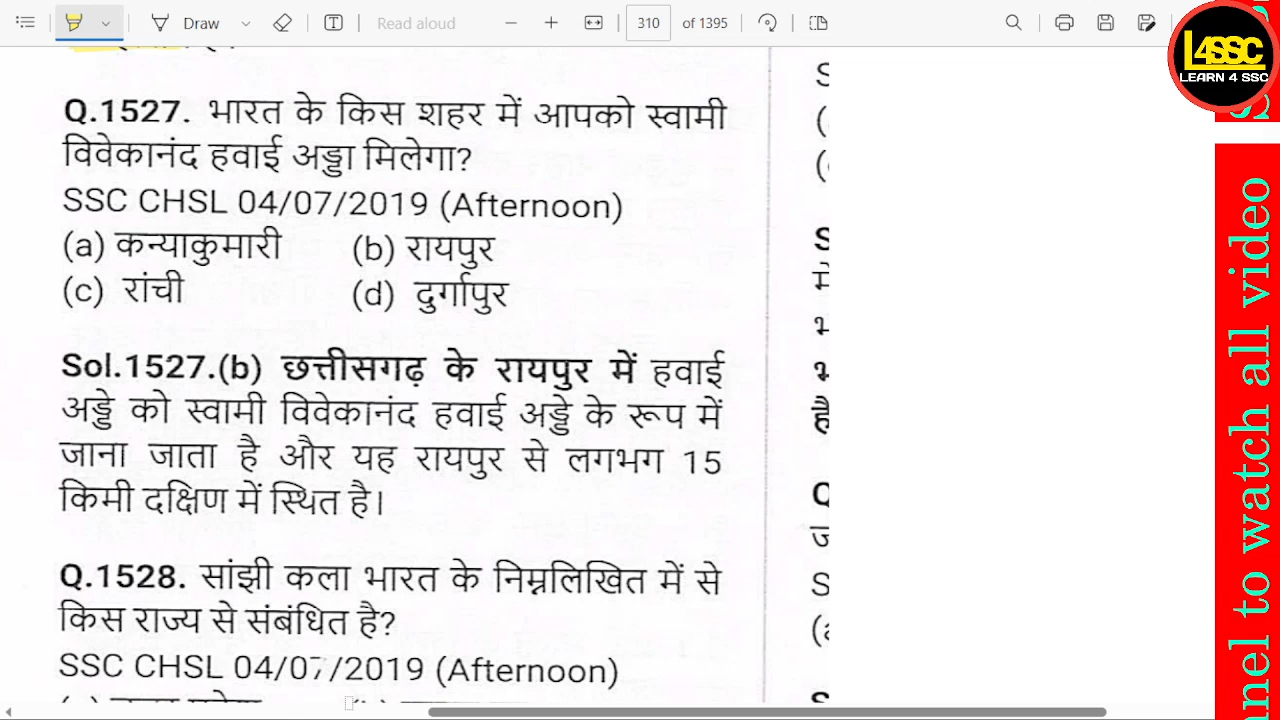 Draw
Read aloud
310 of 1395
L4SSC
LEARN 4 SSC
Q.1527. भारत के किस शहर में आपको स्वामी
विवेकानंद हवाई अड्डा मिलेगा?
SSC CHSL 04/07/2019 (Afternoon)
(a) कन्याकुमारी (b) रायपुर
(c) रांची (d) दुर्गापुर
Sol.1527.(b) छत्तीसगढ़ के रायपुर में हवाई
अड्डे को स्वामी विवेकानंद हवाई अड्डे के रूप में
जाना जाता है और यह रायपुर से लगभग 15
किमी दक्षिण में स्थित है।
Q.1528. सांझी कला भारत के निम्नलिखित में से
किस राज्य से संबंधित है?
SSC CHSL 04/07/2019 (Afternoon)
to watch all video